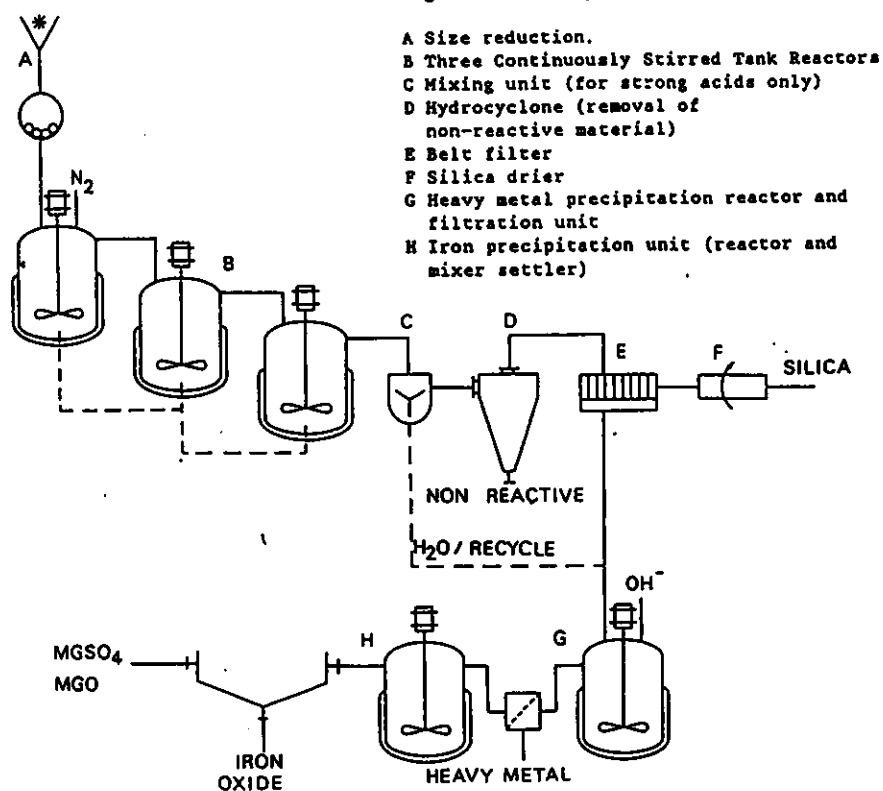 *
A
A Size reduction.
B Three Continuously Stirred Tank Reactors
C Mixing unit (for strong acids only)
D Hydrocyclone (removal of
non-reactive material)
E Belt filter
F Silica drier
G Heavy metal precipitation reactor and
filtration unit
H Iron precipitation unit (reactor and
mixer settler)
N2
B
C
D
E
F
SILICA
NON REACTIVE
H2O/ RECYCLE
OH-
H
G
MGSO4
MGO
IRON
OXIDE
HEAVY METAL